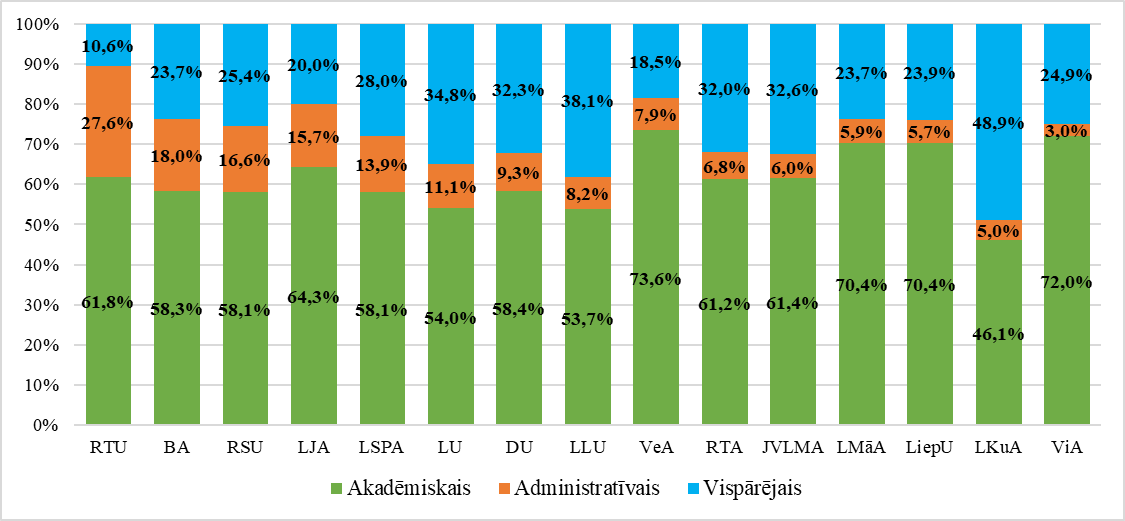 100%
90%
80%
70%
60%
50%
40%
30%
20%
10%
0%
10,6% 23,7% 25,4% 20,0% 28,0% 34,8% 32,3% 38,1% 18,5% 32,0% 32,6% 23,7% 23,9% 48,9% 24,9%
27,6% 18,0% 16,6% 15,7% 13,9% 11,1% 9,3% 8,2% 7,9% 6,8% 6,0% 5,9% 5,7% 5,0% 3,0%
61,8% 58,3% 58,1% 64,3% 58,1% 54,0% 58,4% 53,7% 73,6% 61,2% 61,4% 70,4% 70,4% 46,1% 72,0%
RTU BA RSU LJA LSPA LU DU LLU VeA RTA JVLMA LMāA LiepU LKuA ViA
Akadēmiskais Administratīvais Vispārējais